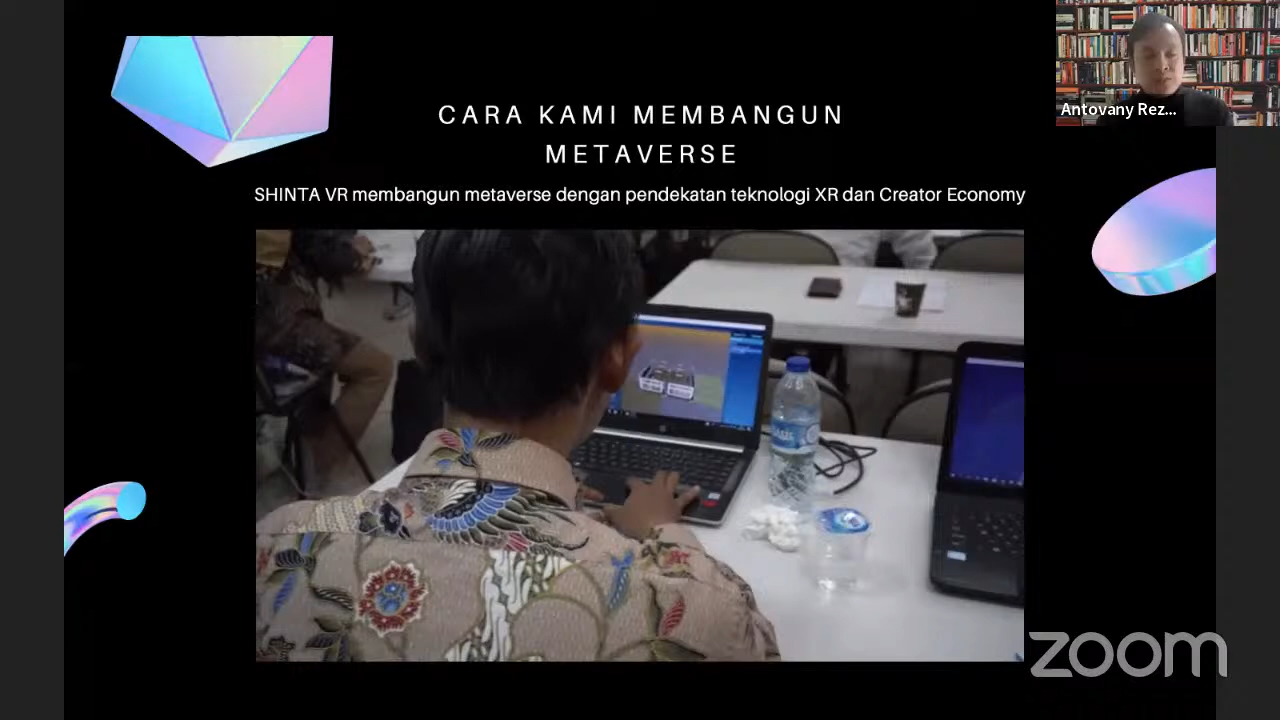 Antovany Rez...
CARA KAMI MEMBANGUN
METAVERSE
SHINTA VR membangun metaverse dengan pendekatan teknologi XR dan Creator Economy
zoom